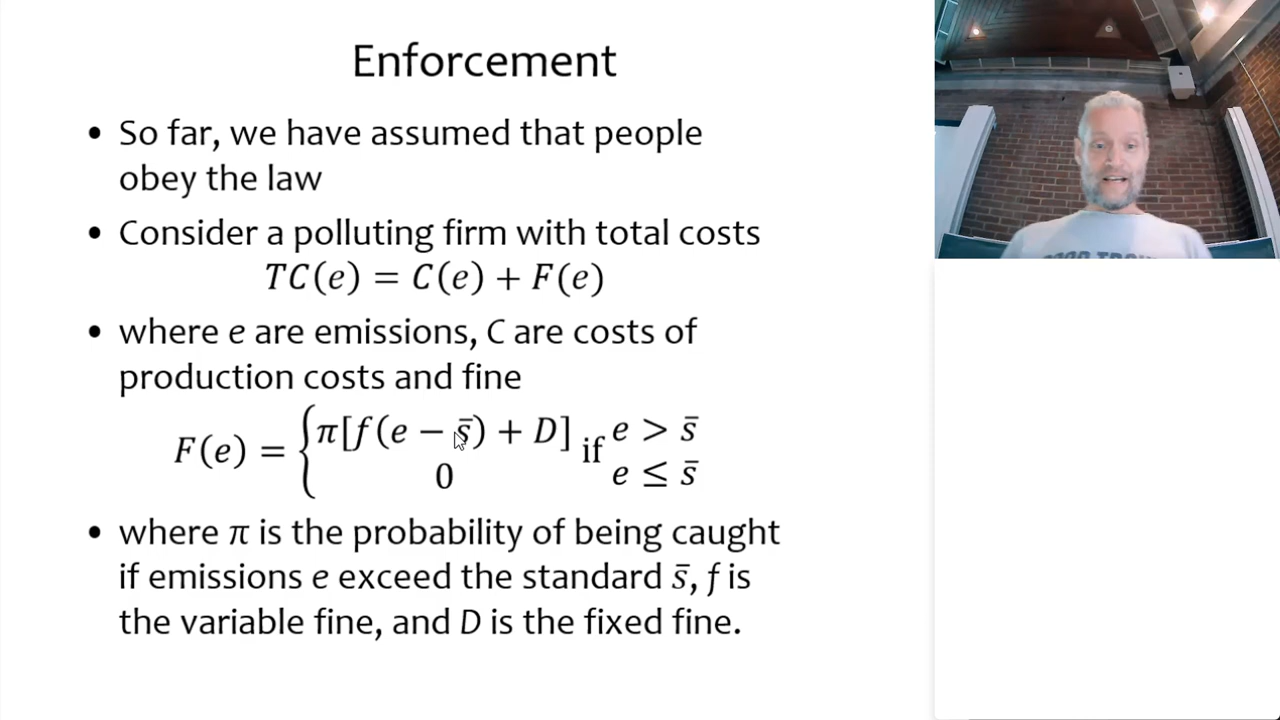 Enforcement
• So far, we have assumed that people
obey the law
• Consider a polluting firm with total costs
TC(e) = C(e) + F(e)
• where e are emissions, C are costs of
production costs and fine
F(e) = { π[f(e − s̄) + D] if e > s̄
0 e ≤ s̄
• where π is the probability of being caught
if emissions e exceed the standard s̄, f is
the variable fine, and D is the fixed fine.